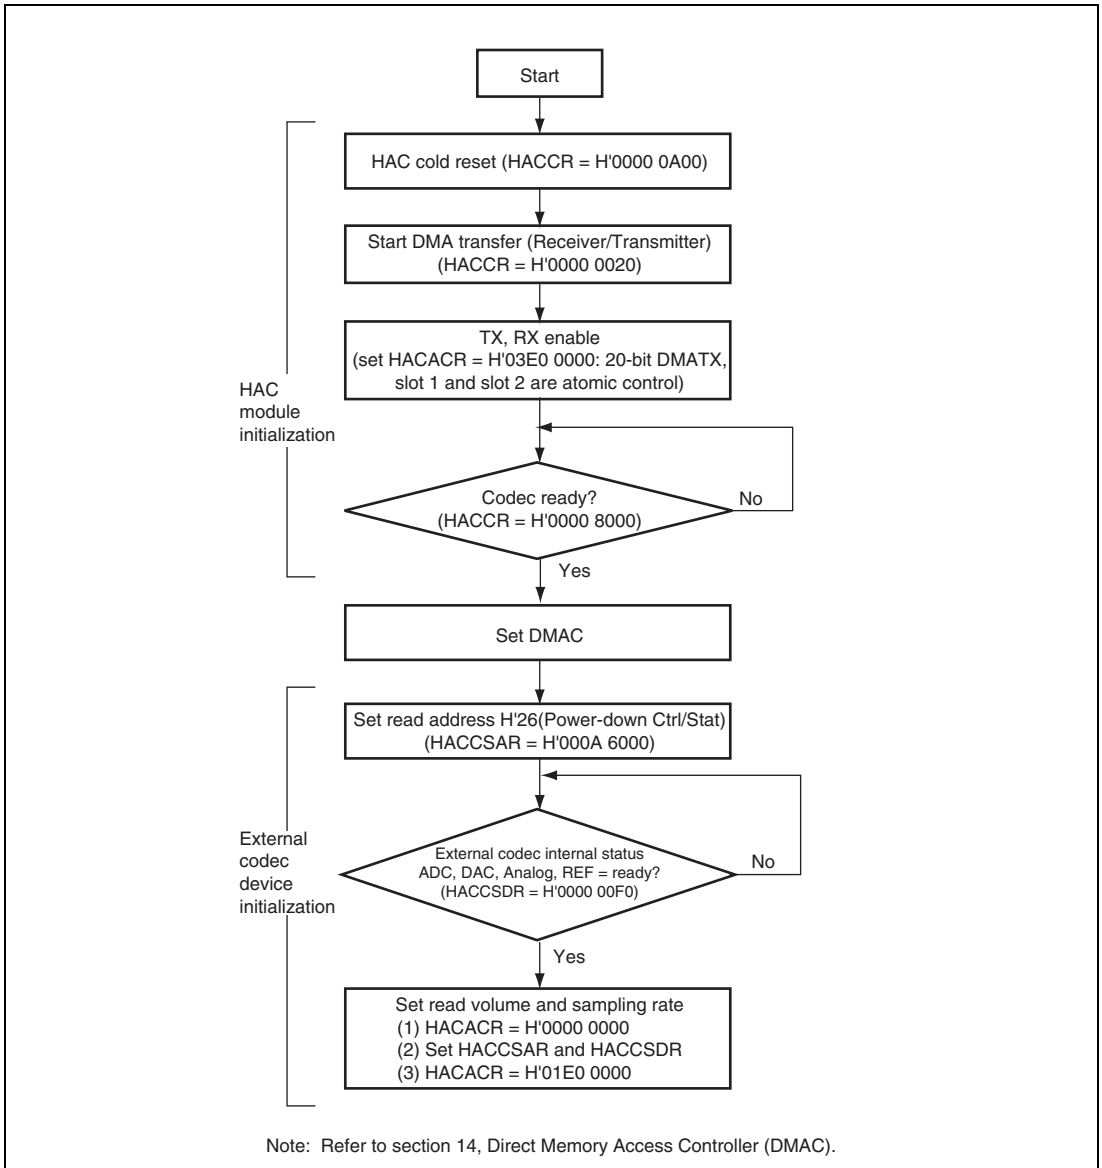 Start
HAC cold reset (HACCR = H'0000 0A00)
Start DMA transfer (Receiver/Transmitter)
(HACCR = H'0000 0020)
TX, RX enable
(set HACACR = H'03E0 0000: 20-bit DMATX,
slot 1 and slot 2 are atomic control)
HAC
module
initialization
Codec ready?
(HACCR = H'0000 8000)
No
Yes
Set DMAC
Set read address H'26(Power-down Ctrl/Stat)
(HACCSAR = H'000A 6000)
External
codec
device
initialization
External codec internal status
ADC, DAC, Analog, REF = ready?
(HACCSDR = H'0000 00F0)
No
Yes
Set read volume and sampling rate
(1) HACACR = H'0000 0000
(2) Set HACCSAR and HACCSDR
(3) HACACR = H'01E0 0000
Note: Refer to section 14, Direct Memory Access Controller (DMAC).